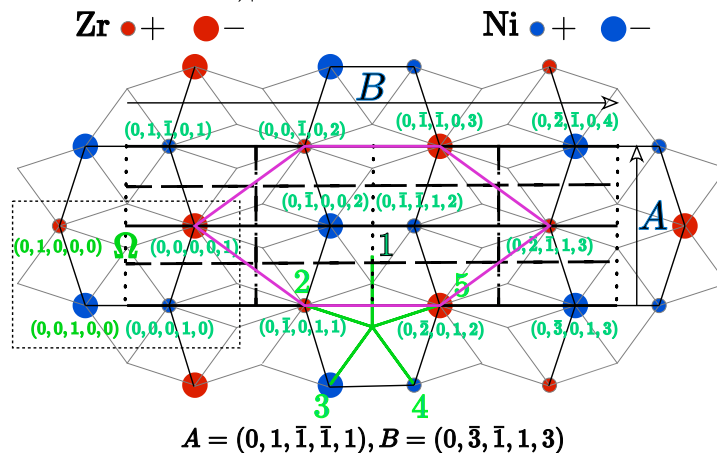 Zr + − Ni + −
B
(0, 1, 1̄, 0, 1) (0, 0, 1̄, 0, 2) (0, 1̄, 1̄, 0, 3) (0, 2̄, 1̄, 0, 4)
(0, 1̄, 0, 0, 2) (0, 1̄, 1̄, 1, 2) A
(0, 1, 0, 0, 0) Ω (0, 0, 0, 0, 1) 1 (0, 2, 1̄, 1, 3)
2 5
(0, 0, 1, 0, 0) (0, 0, 0, 1, 0) (0, 1̄, 0, 1, 1) (0, 2̄, 0, 1, 2) (0, 3̄, 0, 1, 3)
3 4
A = (0, 1, 1̄, 1̄, 1), B = (0, 3̄, 1̄, 1, 3)